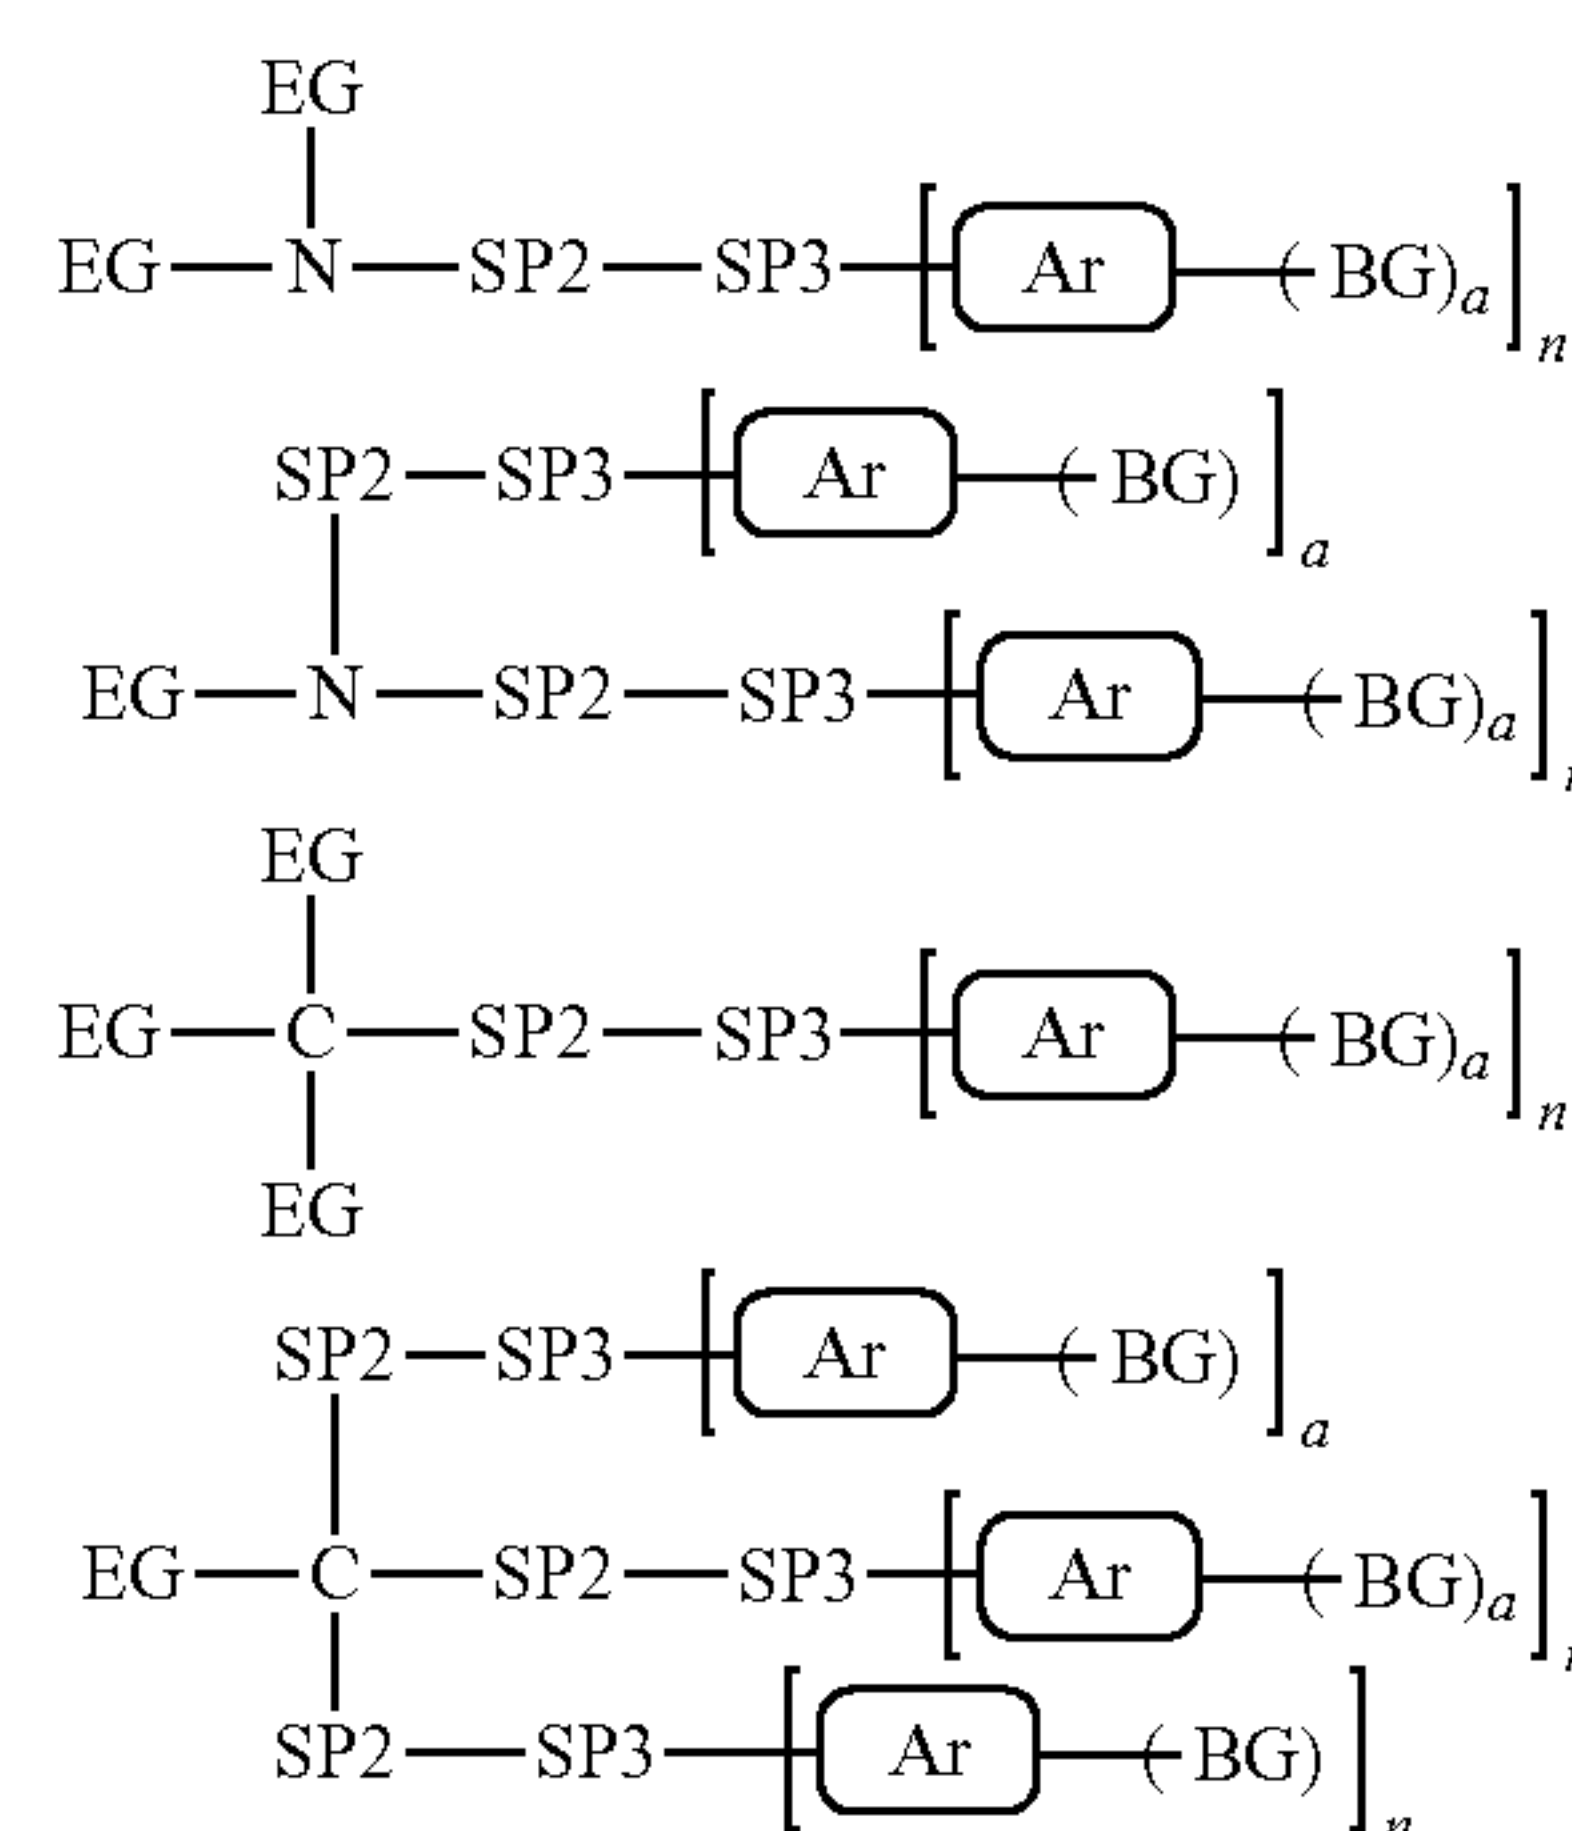 EG
EG—N—SP2—SP3—[Ar—(BG)a]n
SP2—SP3—[Ar—(BG)]a
EG—N—SP2—SP3—[Ar—(BG)a]
EG
EG—C—SP2—SP3—[Ar—(BG)a]n
EG
SP2—SP3—[Ar—(BG)]a
EG—C—SP2—SP3—[Ar—(BG)a]
SP2—SP3—[Ar—(BG)]n